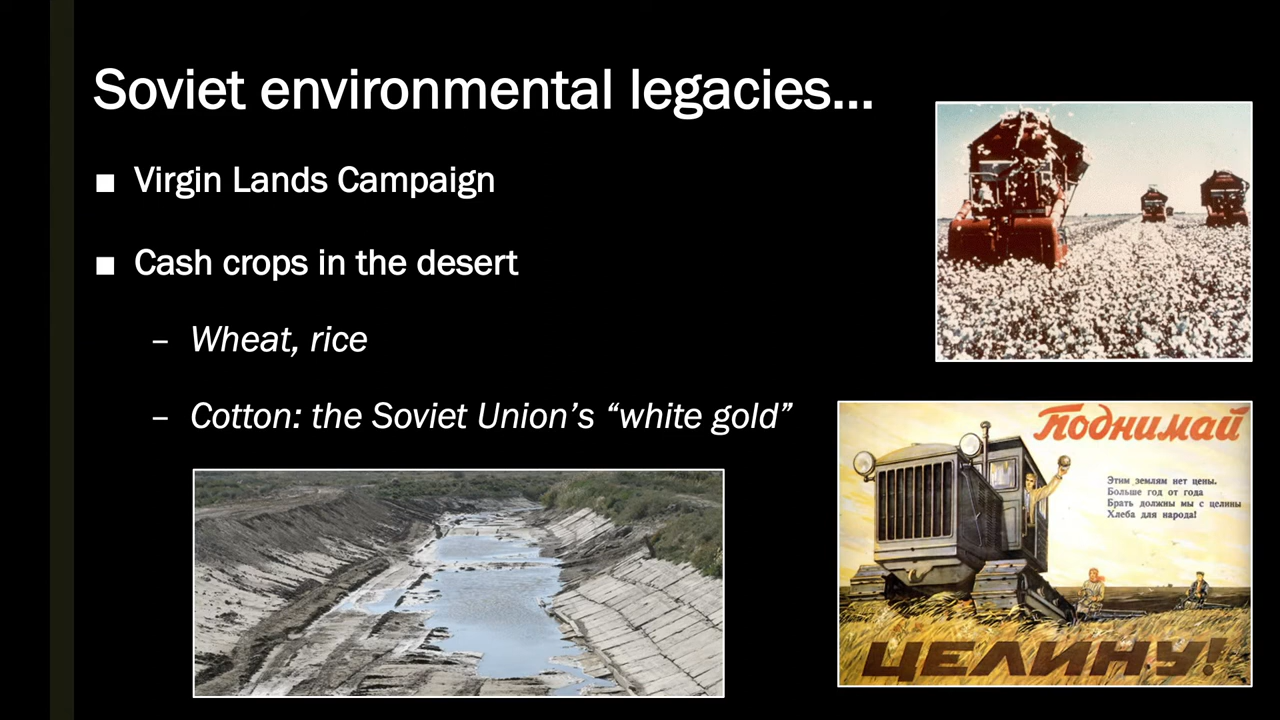 Soviet environmental legacies...
■ Virgin Lands Campaign
■ Cash crops in the desert
– Wheat, rice
– Cotton: the Soviet Union’s “white gold”
Поднимай
Этим землям нет цены.
Больше год от года
Брать должны мы с целины
Хлеба для народа!
ЦЕЛИНУ!